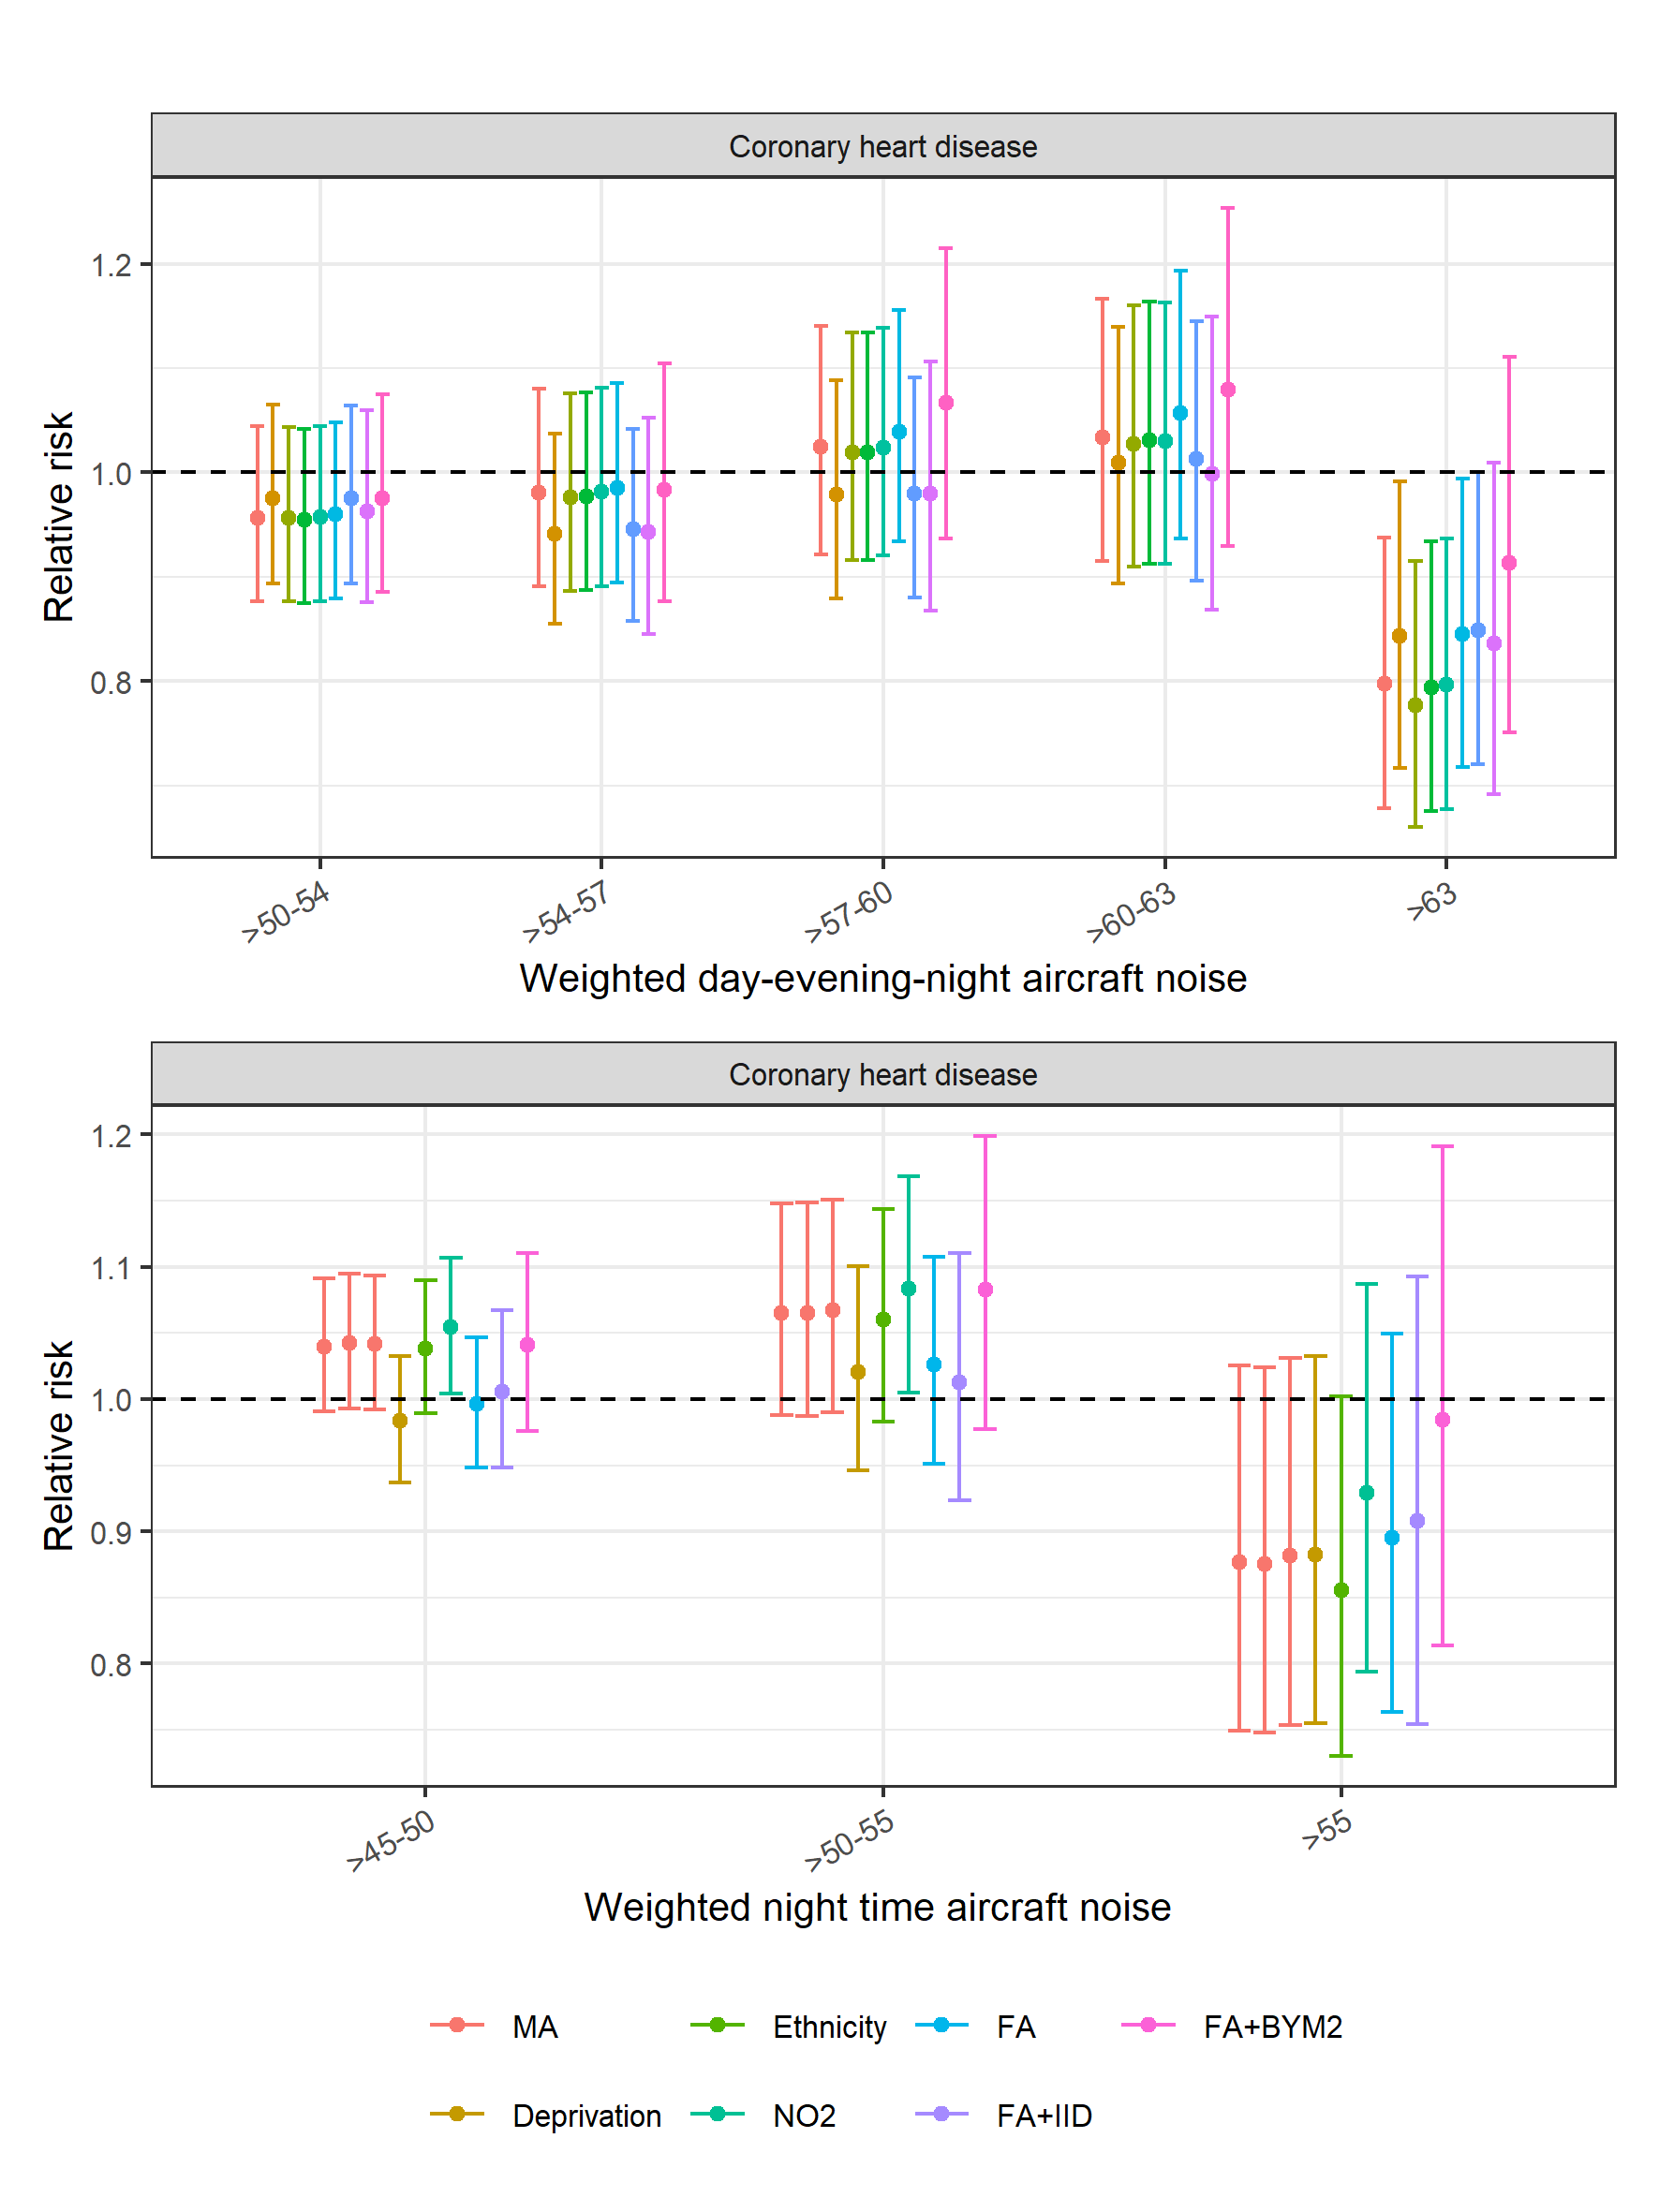 Coronary heart disease
Relative risk
1.2
1.0
0.8
>50-54
>54-57
>57-60
>60-63
>63
Weighted day-evening-night aircraft noise
Coronary heart disease
Relative risk
1.2
1.1
1.0
0.9
0.8
>45-50
>50-55
>55
Weighted night time aircraft noise
MA Ethnicity FA FA+BYM2
Deprivation NO2 FA+IID